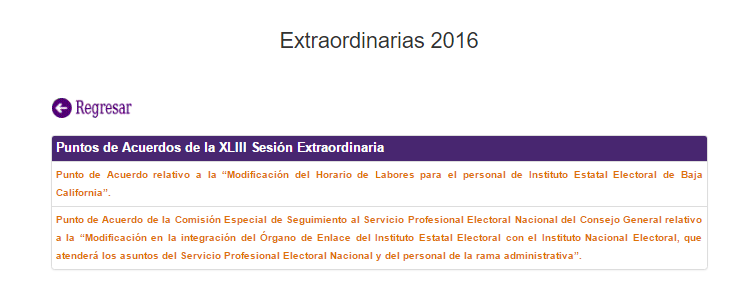 Extraordinarias 2016
Regresar
Puntos de Acuerdos de la XLIII Sesión Extraordinaria
Punto de Acuerdo relativo a la “Modificación del Horario de Labores para el personal de Instituto Estatal Electoral de Baja
California”.
Punto de Acuerdo de la Comisión Especial de Seguimiento al Servicio Profesional Electoral Nacional del Consejo General relativo
a la “Modificación en la integración del Órgano de Enlace del Instituto Estatal Electoral con el Instituto Nacional Electoral, que
atenderá los asuntos del Servicio Profesional Electoral Nacional y del personal de la rama administrativa”.